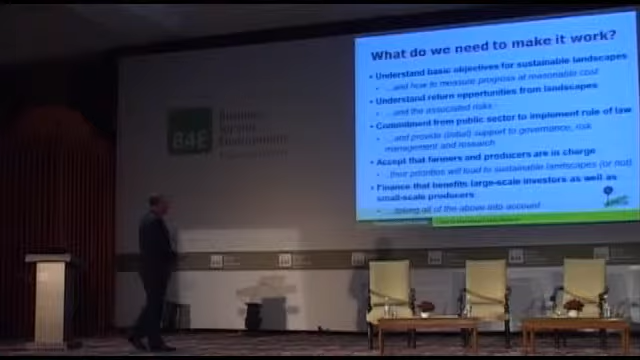 What do we need to make it work?
• Understand basic objectives for sustainable landscapes
• ...and how to measure progress at reasonable cost
• Understand return opportunities from landscapes
• ...and the associated risks
• Commitment from public sector to implement rule of law
• ...and provide (global) support to governance, risk
management and research
• Accept that farmers and producers are in charge
• ...their priorities will lead to sustainable landscapes (or not)
• Finance that benefits large-scale investors as well as
small-scale producers
• ...taking all of the above into account
B4E